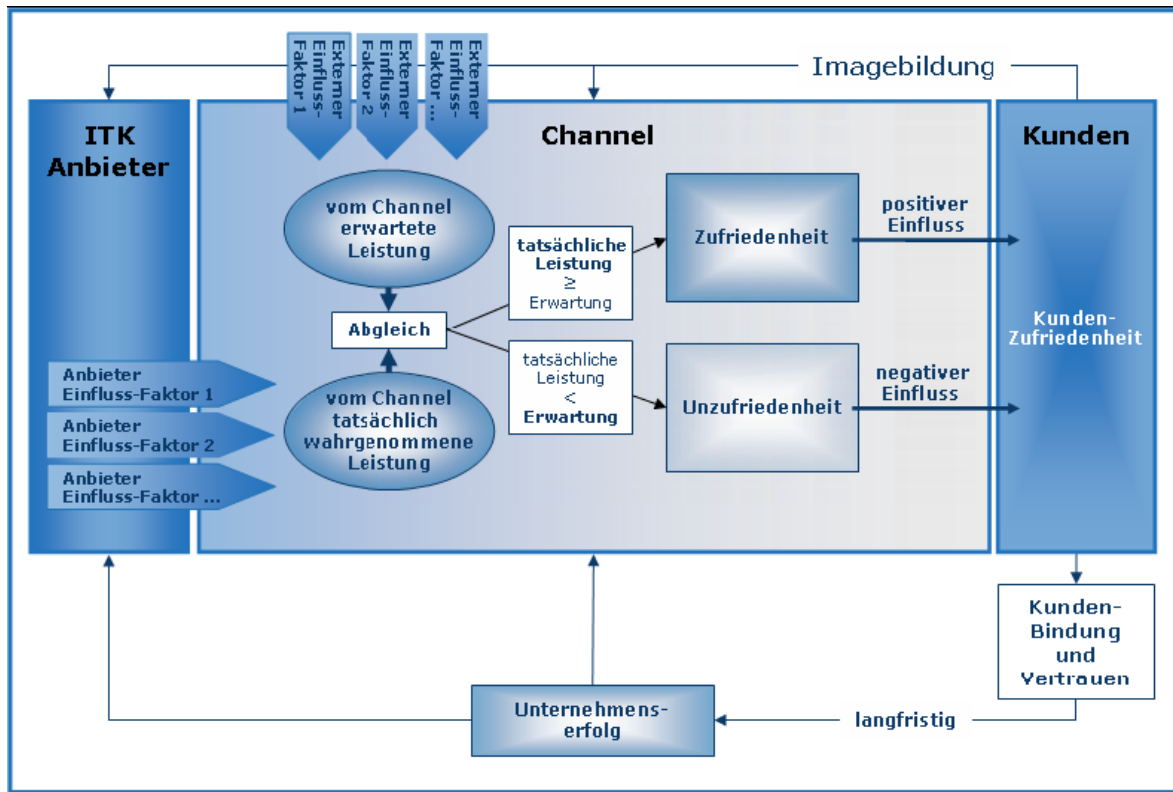 Externer
Einfluss-
Faktor 1
Externer
Einfluss-
Faktor 2
Externer
Einfluss-
Faktor ...
Imagebildung
ITK
Anbieter
Channel
Kunden
vom Channel
erwartete
Leistung
Abgleich
vom Channel
tatsächlich
wahrgenommene
Leistung
tatsächliche
Leistung
≥
Erwartung
tatsächliche
Leistung
<
Erwartung
Zufriedenheit
Unzufriedenheit
positiver
Einfluss
negativer
Einfluss
Kunden-
Zufriedenheit
Anbieter
Einfluss-Faktor 1
Anbieter
Einfluss-Faktor 2
Anbieter
Einfluss-Faktor ...
Kunden-
Bindung
und
Vertrauen
langfristig
Unternehmens-
erfolg